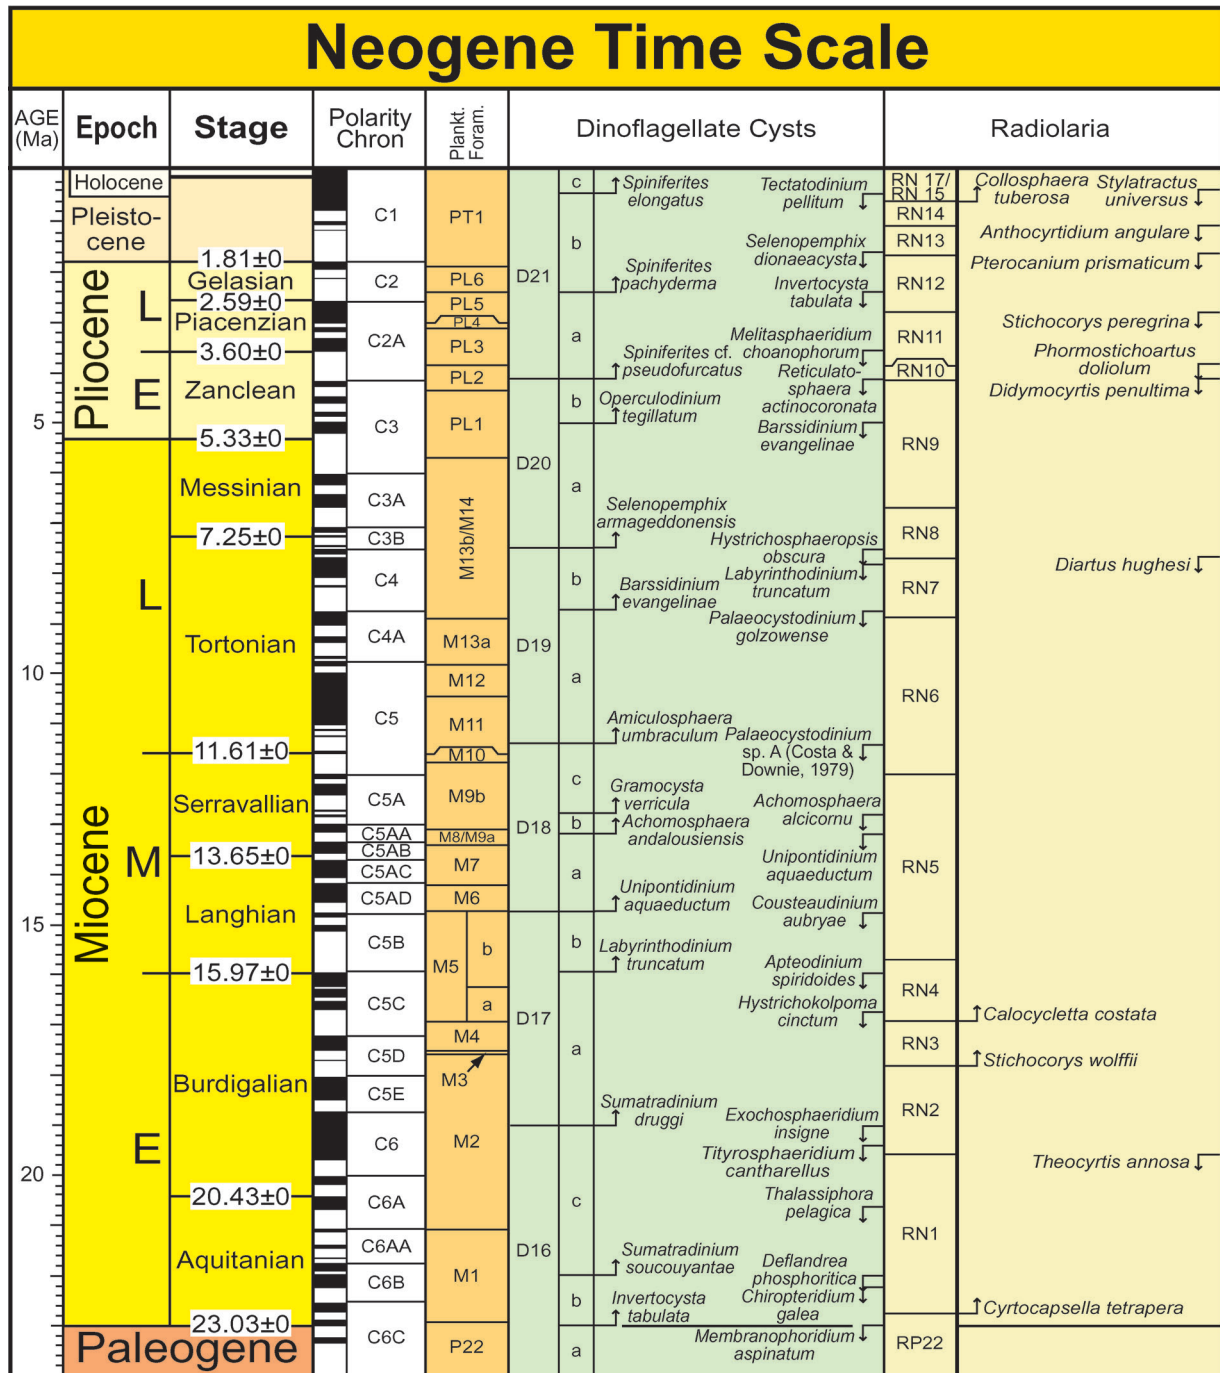 Neogene Time Scale
AGE
(Ma)
Epoch
Stage
Polarity
Chron
Plankt.
Foram.
Dinoflagellate Cysts
Radiolaria
5
10
15
20
Holocene
Pleisto-
cene
Pliocene
L
E
Miocene
L
M
E
Paleogene
1.81±0
Gelasian
2.59±0
Piacenzian
3.60±0
Zanclean
5.33±0
Messinian
7.25±0
Tortonian
11.61±0
Serravallian
13.65±0
Langhian
15.97±0
Burdigalian
20.43±0
Aquitanian
23.03±0
C1
C2
C2A
C3
C3A
C3B
C4
C4A
C5
C5A
C5AA
C5AB
C5AC
C5AD
C5B
C5C
C5D
C5E
C6
C6A
C6AA
C6B
C6C
PT1
PL6
PL5
PL4
PL3
PL2
PL1
M13b/M14
M13a
M12
M11
M10
M9b
M8/M9a
M7
M6
M5
b
a
M4
M3
M2
M1
P22
D21
D20
D19
D18
D17
D16
c
b
a
b
a
b
a
c
b
a
b
a
c
b
a
Spiniferites
elongatus
Spiniferites
pachyderma
Spiniferites cf.
pseudofurcatus
Operculodinium
tegillatum
Selenopemphix
armageddonensis
Barssidinium
evangelinae
Amiculosphaera
umbraculum
Gramocysta
verricula
Achomosphaera
andalousiensis
Unipontidinium
aquaeductum
Labyrinthodinium
truncatum
Sumatradinium
druggi
Sumatradinium
soucouyantae
Invertocysta
tabulata
Tectatodinium
pellitum
Selenopemphix
dionaeacysta
Invertocysta
tabulata
Melitasphaeridium
choanophorum
Reticulato-
sphaera
actinocoronata
Barssidinium
evangelinae
Hystrichosphaeropsis
obscura
Labyrinthodinium
truncatum
Palaeocystodinium
golzowense
Palaeocystodinium
sp. A (Costa &
Downie, 1979)
Achomosphaera
alcicornu
Unipontidinium
aquaeductum
Cousteaudinium
aubryae
Apteodinium
spiridoides
Hystrichokolpoma
cinctum
Exochosphaeridium
insigne
Tityrosphaeridium
cantharellus
Thalassiphora
pelagica
Deflandrea
phosphoritica
Chiropteridium
galea
Membranophoridium
aspinatum
RN 17/
RN 15
RN14
RN13
RN12
RN11
RN10
RN9
RN8
RN7
RN6
RN5
RN4
RN3
RN2
RN1
RP22
Collosphaera
tuberosa
Stylatractus
universus
Anthocyrtidium angulare
Pterocanium prismaticum
Stichocorys peregrina
Phormostichoartus
doliolum
Didymocyrtis penultima
Diartus hughesi
Calocycletta costata
Stichocorys wolffii
Theocyrtis annosa
Cyrtocapsella tetrapera